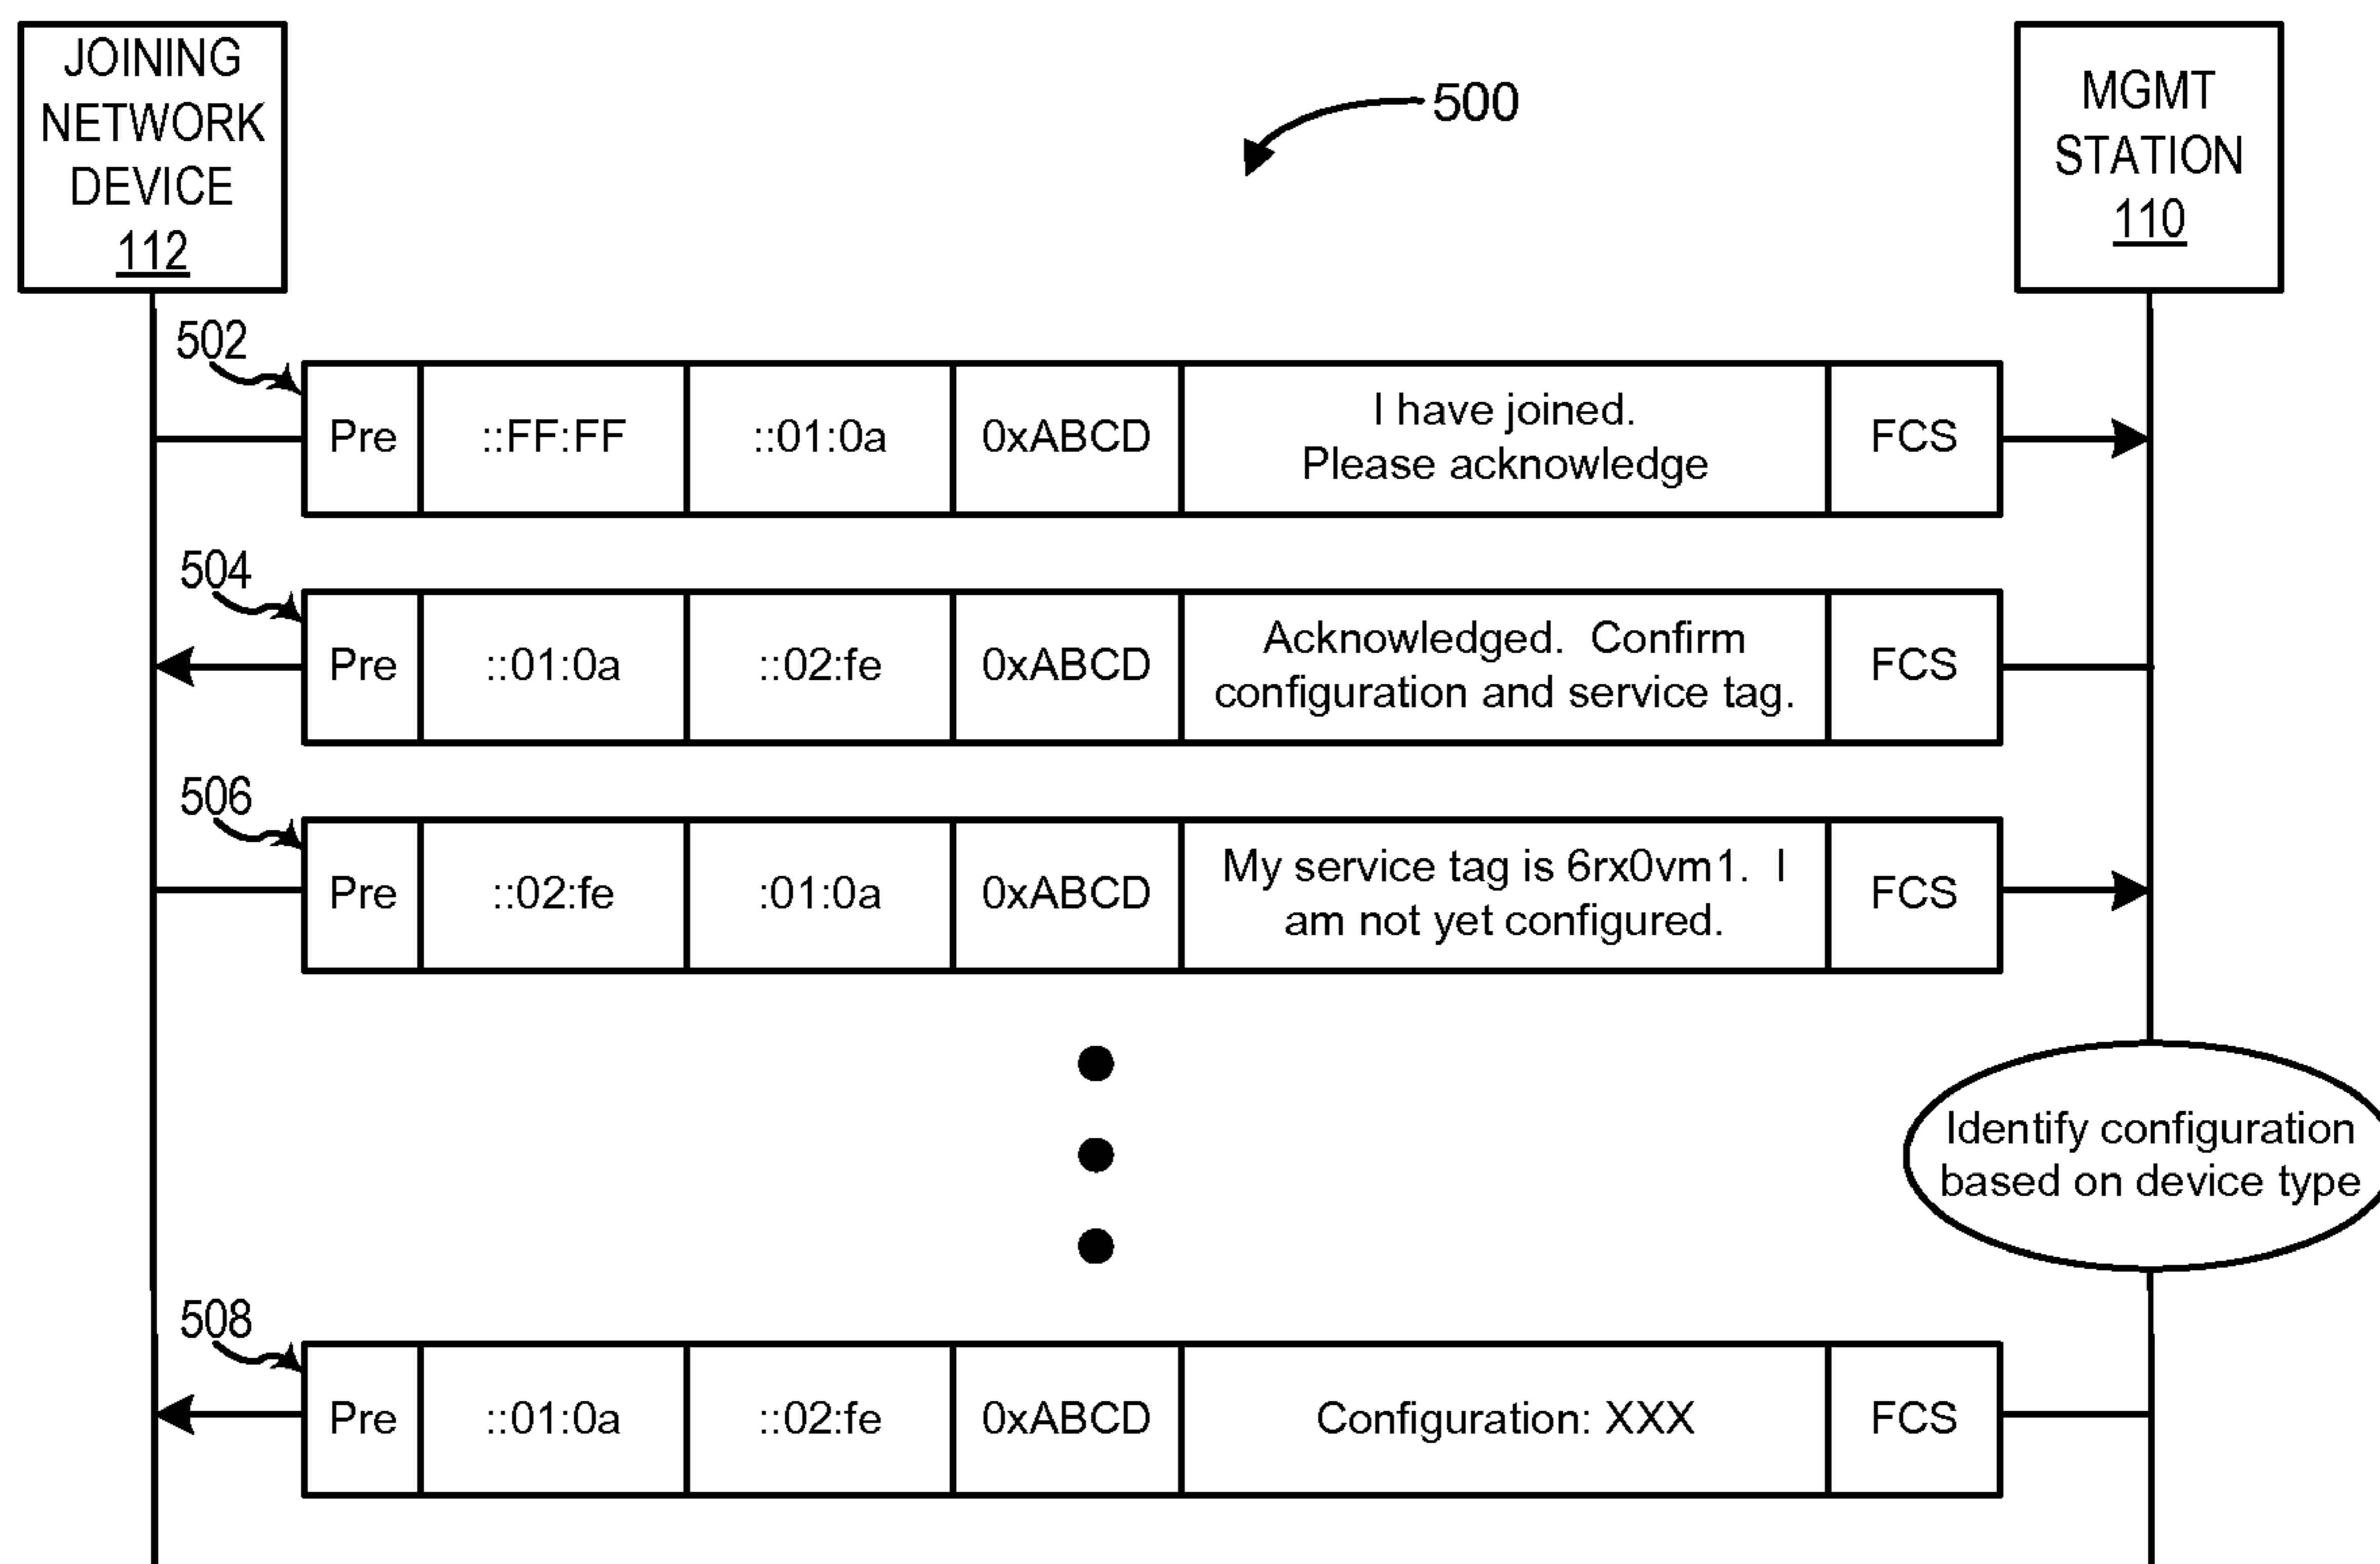 JOINING
NETWORK
DEVICE
112
500
MGMT
STATION
110
502
Pre ::FF:FF ::01:0a 0xABCD I have joined. FCS
Please acknowledge
504
Pre ::01:0a ::02:fe 0xABCD Acknowledged. Confirm FCS
configuration and service tag.
506
Pre ::02:fe :01:0a 0xABCD My service tag is 6rx0vm1. I FCS
am not yet configured.
Identify configuration
based on device type
508
Pre ::01:0a ::02:fe 0xABCD Configuration: XXX FCS